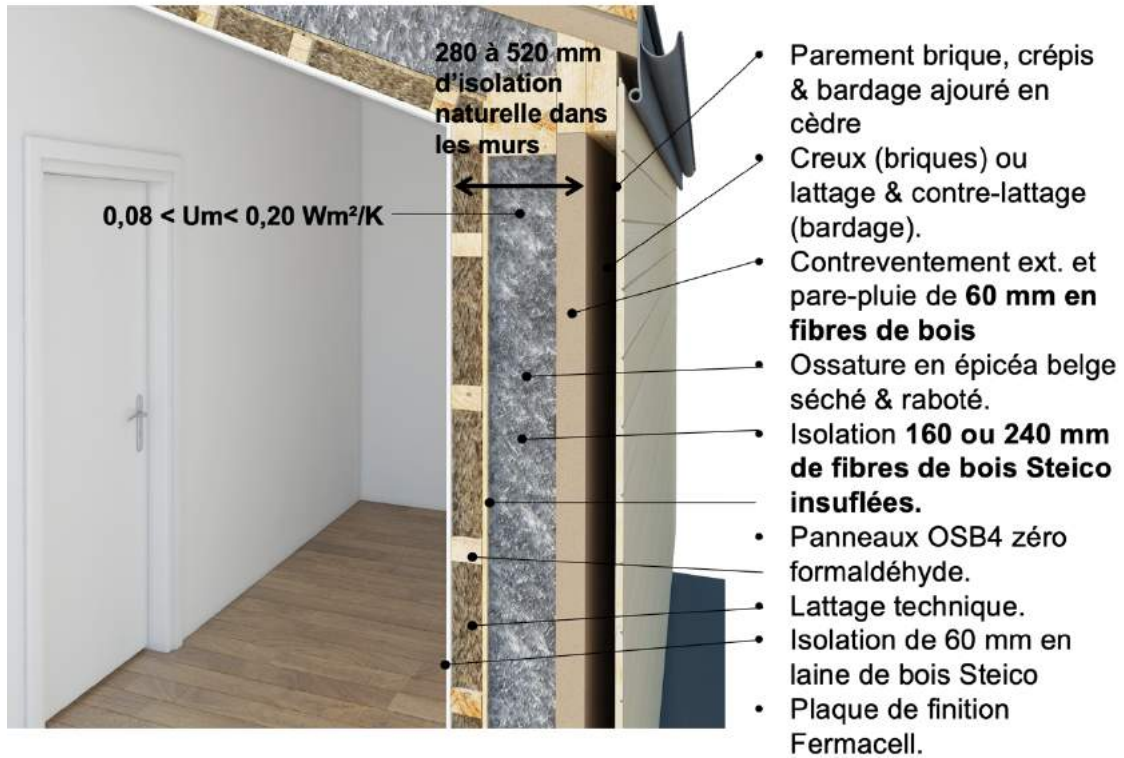 280 à 520 mm
d’isolation
naturelle dans
les murs
0,08 < Um< 0,20 Wm²/K
• Parement brique, crépis
& bardage ajouré en
cèdre
• Creux (briques) ou
lattage & contre-lattage
(bardage).
• Contreventement ext. et
pare-pluie de 60 mm en
fibres de bois
• Ossature en épicéa belge
séché & raboté.
• Isolation 160 ou 240 mm
de fibres de bois Steico
insuflées.
• Panneaux OSB4 zéro
formaldéhyde.
• Lattage technique.
• Isolation de 60 mm en
laine de bois Steico
• Plaque de finition
Fermacell.